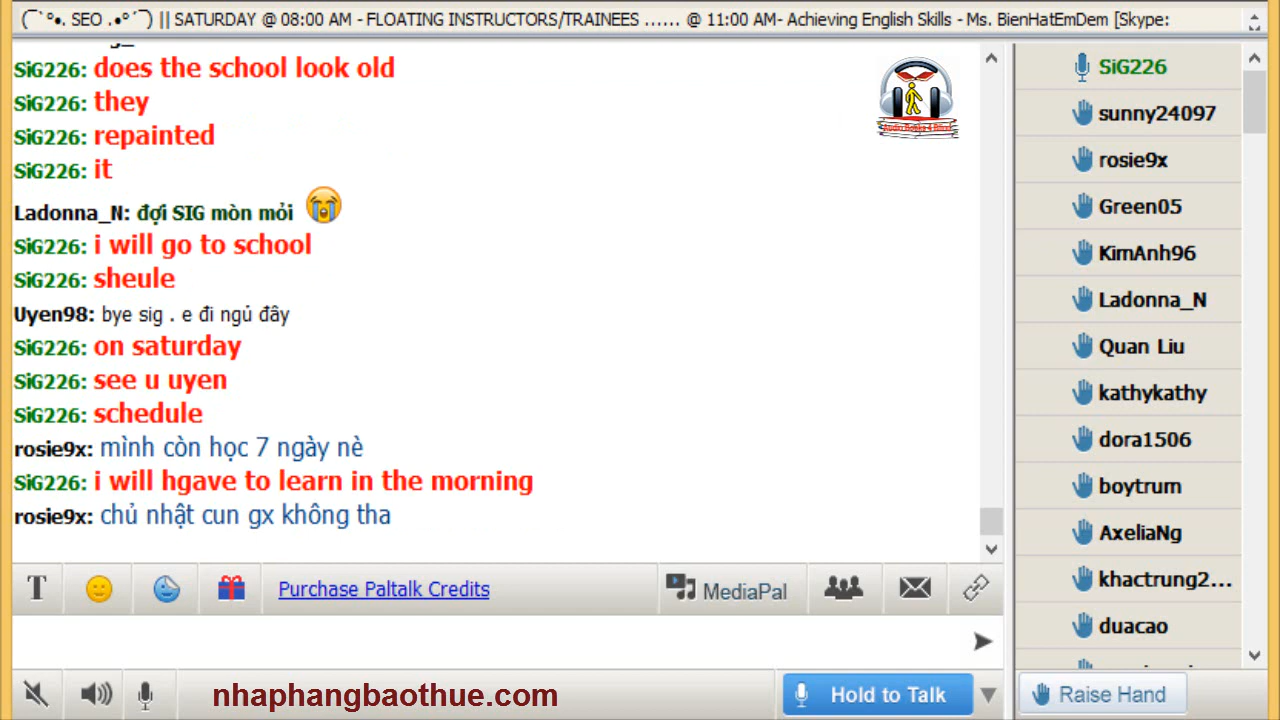 (¯`°•. SEO .•°´¯) || SATURDAY @ 08:00 AM - FLOATING INSTRUCTORS/TRAINEES ...... @ 11:00 AM- Achieving English Skills - Ms. BienHatEmDem [Skype:
SiG226: does the school look old
SiG226: they
SiG226: repainted
SiG226: it
Ladonna_N: đợi SIG mòn mỏi
SiG226: i will go to school
SiG226: sheule
Uyen98: bye sig . e đi ngủ đây
SiG226: on saturday
SiG226: see u uyen
SiG226: schedule
rosie9x: mình còn học 7 ngày nè
SiG226: i will hgave to learn in the morning
rosie9x: chủ nhật cun gx không tha
SiG226
sunny24097
rosie9x
Green05
KimAnh96
Ladonna_N
Quan Liu
kathykathy
dora1506
boytrum
AxeliaNg
khactrung2...
duacao
T
Purchase Paltalk Credits
MediaPal
nhaphangbaothue.com
Hold to Talk
Raise Hand